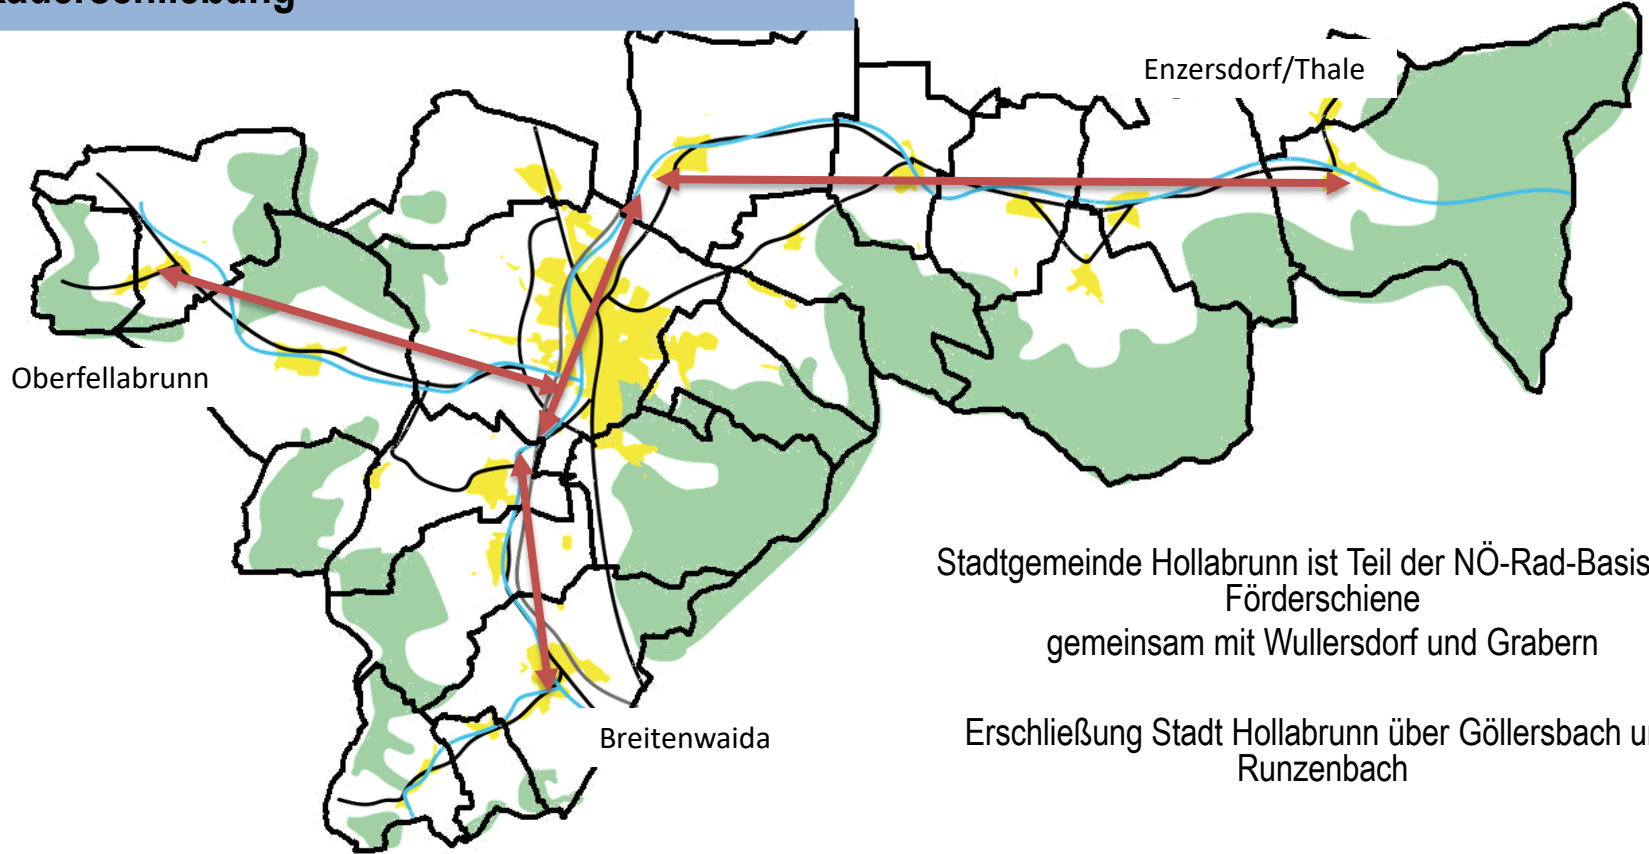 Enzersdorf/Thale
Oberfellabrunn
Stadtgemeinde Hollabrunn ist Teil der NÖ-Rad-Basis
Förderschiene
gemeinsam mit Wullersdorf und Grabern
Breitenwaida
Erschließung Stadt Hollabrunn über Göllersbach
Runzenbach